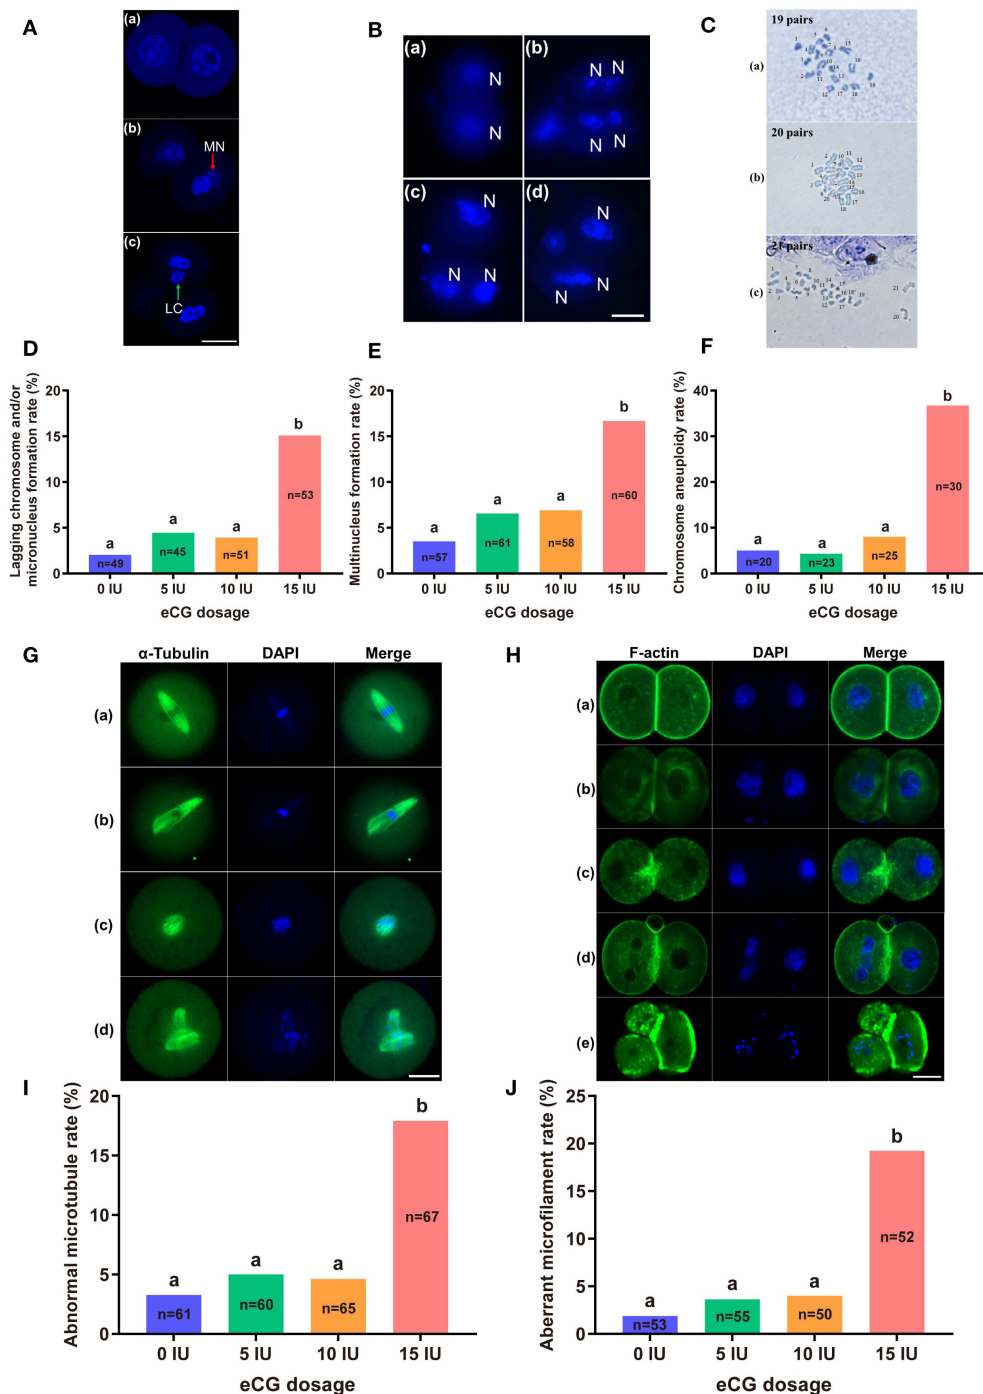 A
(a)
(b)
MN
(c)
LC
B
(a)
N
N
(b)
N N
N N
(c)
N
N N
(d)
N
N N
C
19 pairs
(a)
20 pairs
(b)
21 pairs
(c)
D
Lagging chromosome and/or
micronucleus formation rate (%)
20
15
10
5
0
a
a
a
b
n=49
n=45
n=51
n=53
0 IU 5 IU 10 IU 15 IU
eCG dosage
E
Multinucleus formation rate (%)
20
15
10
5
0
a
a
a
b
n=57
n=61
n=58
n=60
0 IU 5 IU 10 IU 15 IU
eCG dosage
F
Chromosome aneuploidy rate (%)
40
30
20
10
0
a
a
a
b
n=20
n=23
n=25
n=30
0 IU 5 IU 10 IU 15 IU
eCG dosage
G
α-Tubulin DAPI Merge
(a)
(b)
(c)
(d)
H
F-actin DAPI Merge
(a)
(b)
(c)
(d)
(e)
I
Abnormal microtubule rate (%)
20
15
10
5
0
a
a
a
b
n=61
n=60
n=65
n=67
0 IU 5 IU 10 IU 15 IU
eCG dosage
J
Aberrant microfilament rate (%)
25
20
15
10
5
0
a
a
a
b
n=53
n=55
n=50
n=52
0 IU 5 IU 10 IU 15 IU
eCG dosage